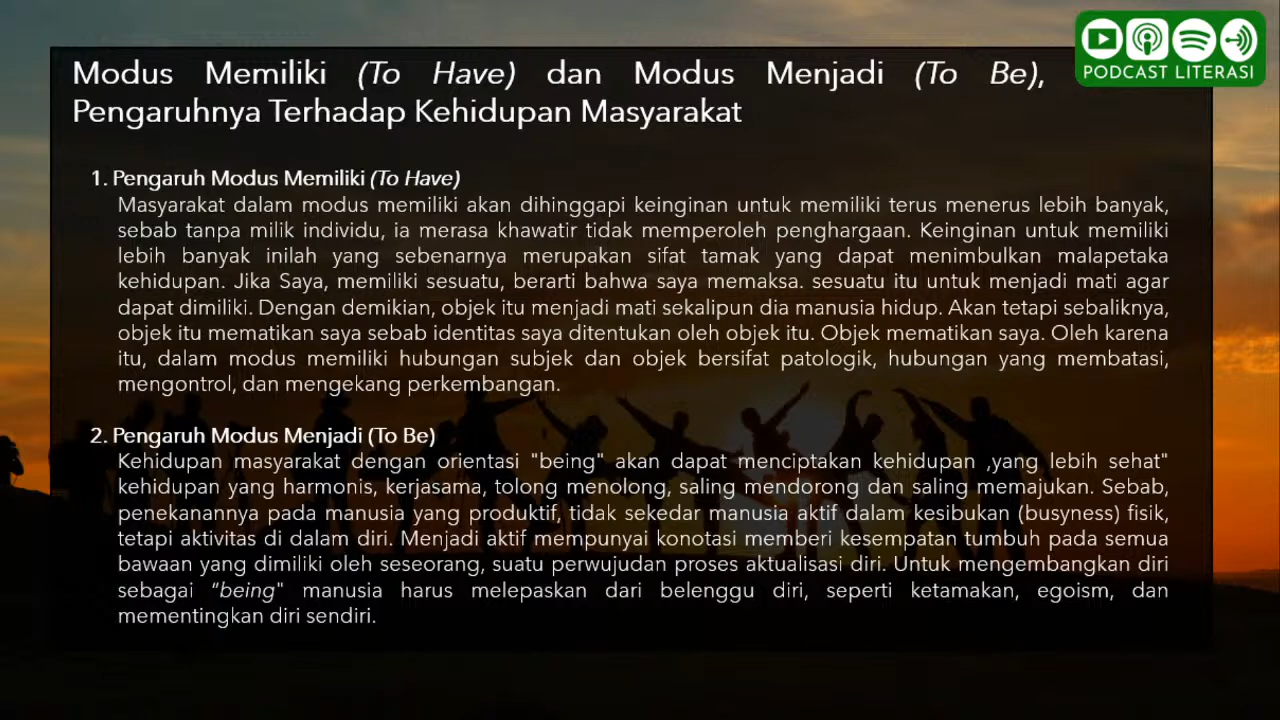 PODCAST LITERASI
Modus Memiliki (To Have) dan Modus Menjadi (To Be),
Pengaruhnya Terhadap Kehidupan Masyarakat
1. Pengaruh Modus Memiliki (To Have)
Masyarakat dalam modus memiliki akan dihinggapi keinginan untuk memiliki terus menerus lebih banyak,
sebab tanpa milik individu, ia merasa khawatir tidak memperoleh penghargaan. Keinginan untuk memiliki
lebih banyak inilah yang sebenarnya merupakan sifat tamak yang dapat menimbulkan malapetaka
kehidupan. Jika Saya, memiliki sesuatu, berarti bahwa saya memaksa. sesuatu itu untuk menjadi mati agar
dapat dimiliki. Dengan demikian, objek itu menjadi mati sekalipun dia manusia hidup. Akan tetapi sebaliknya,
objek itu mematikan saya sebab identitas saya ditentukan oleh objek itu. Objek mematikan saya. Oleh karena
itu, dalam modus memiliki hubungan subjek dan objek bersifat patologik, hubungan yang membatasi,
mengontrol, dan mengekang perkembangan.
2. Pengaruh Modus Menjadi (To Be)
Kehidupan masyarakat dengan orientasi "being" akan dapat menciptakan kehidupan ,yang lebih sehat"
kehidupan yang harmonis, kerjasama, tolong menolong, saling mendorong dan saling memajukan. Sebab,
penekanannya pada manusia yang produktif, tidak sekedar manusia aktif dalam kesibukan (busyness) fisik,
tetapi aktivitas di dalam diri. Menjadi aktif mempunyai konotasi memberi kesempatan tumbuh pada semua
bawaan yang dimiliki oleh seseorang, suatu perwujudan proses aktualisasi diri. Untuk mengembangkan diri
sebagai “being" manusia harus melepaskan dari belenggu diri, seperti ketamakan, egoism, dan
mementingkan diri sendiri.